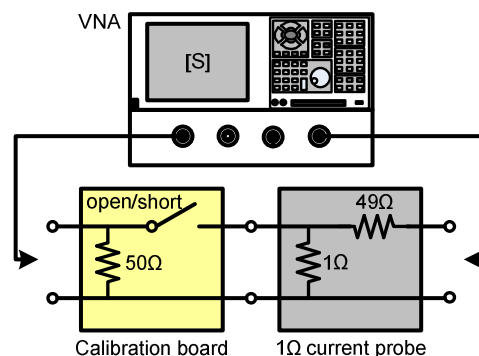 VNA
[S]
open/short
50Ω
49Ω
1Ω
Calibration board
1Ω current probe